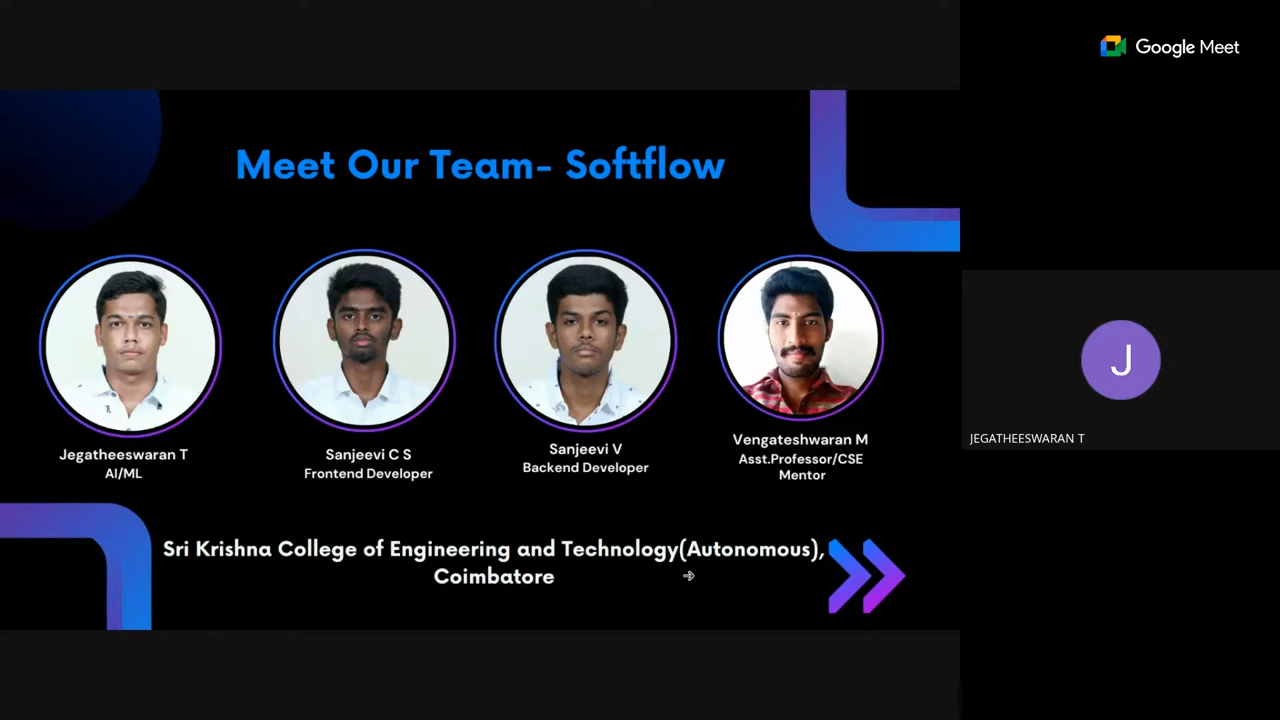 Google Meet
Meet Our Team- Softflow
Jegatheeswaran T
AI/ML
Sanjeevi C S
Frontend Developer
Sanjeevi V
Backend Developer
Vengateshwaran M
Asst.Professor/CSE
Mentor
Sri Krishna College of Engineering and Technology(Autonomous),
Coimbatore
J
JEGATHEESWARAN T